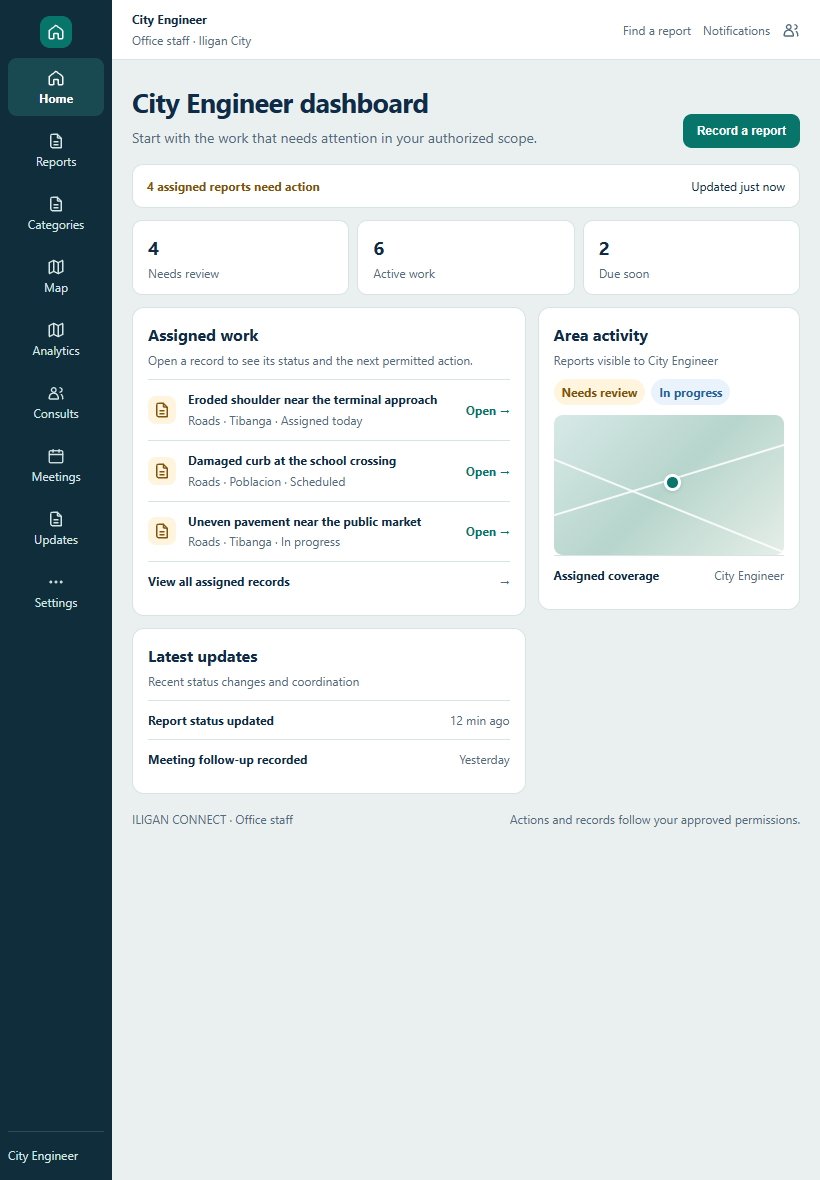 Home
Reports
Categories
Map
Analytics
Consults
Meetings
Updates
Settings
City Engineer
City Engineer
Office staff · Iligan City
Find a report
Notifications
City Engineer dashboard
Start with the work that needs attention in your authorized scope.
Record a report
4 assigned reports need action
Updated just now
4
Needs review
6
Active work
2
Due soon
Assigned work
Open a record to see its status and the next permitted action.
Eroded shoulder near the terminal approach
Roads · Tibanga · Assigned today
Open →
Damaged curb at the school crossing
Roads · Poblacion · Scheduled
Open →
Uneven pavement near the public market
Roads · Tibanga · In progress
Open →
View all assigned records →
Area activity
Reports visible to City Engineer
Needs review
In progress
Assigned coverage
City Engineer
Latest updates
Recent status changes and coordination
Report status updated
12 min ago
Meeting follow-up recorded
Yesterday
ILIGAN CONNECT · Office staff
Actions and records follow your approved permissions.